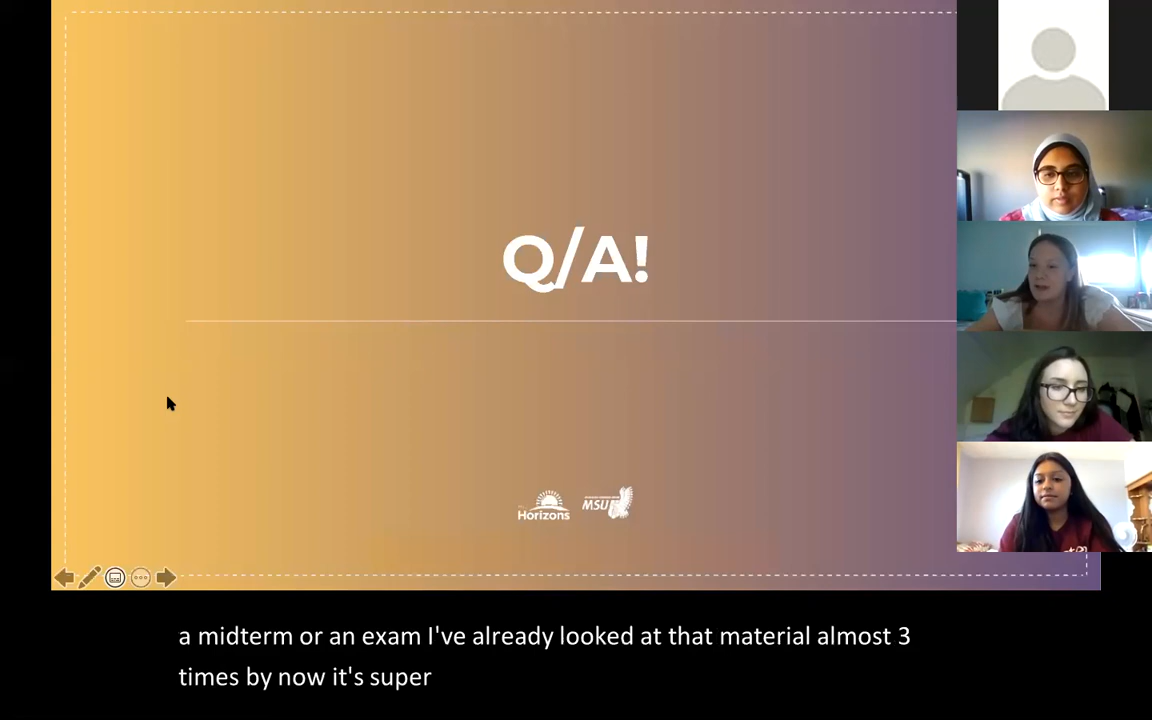 Q/A!
Horizons
MSU
a midterm or an exam I've already looked at that material almost 3
times by now it's super